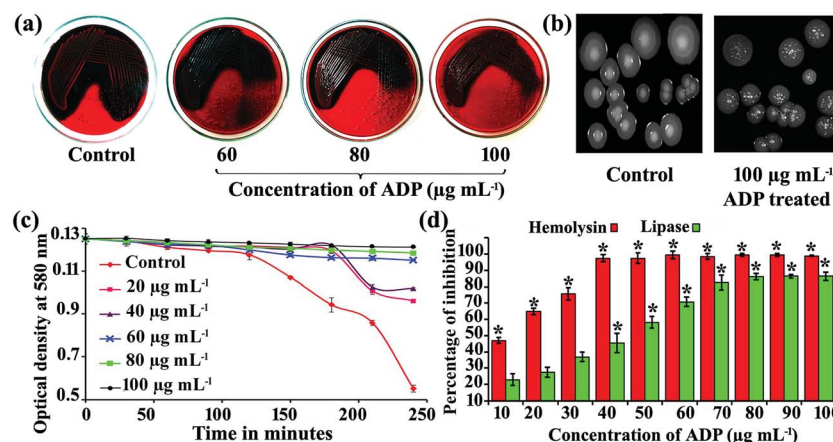 (a)
Control
60
80
100
Concentration of ADP (µg mL-1)
(b)
Control
100 µg mL-1
ADP treated
(c)
Optical density at 580 nm
0.13
0.13
1.1
0.9
0.7
0.5
Control
20 µg mL-1
40 µg mL-1
60 µg mL-1
80 µg mL-1
100 µg mL-1
0
50
100
150
200
250
Time in minutes
(d)
Hemolysin
Lipase
Percentage of inhibition
100
90
80
70
60
50
40
30
20
10
* * * * * * * * * *
* * * * * * *
10
20
30
40
50
60
70
80
90
100
Concentration of ADP (µg mL-1)